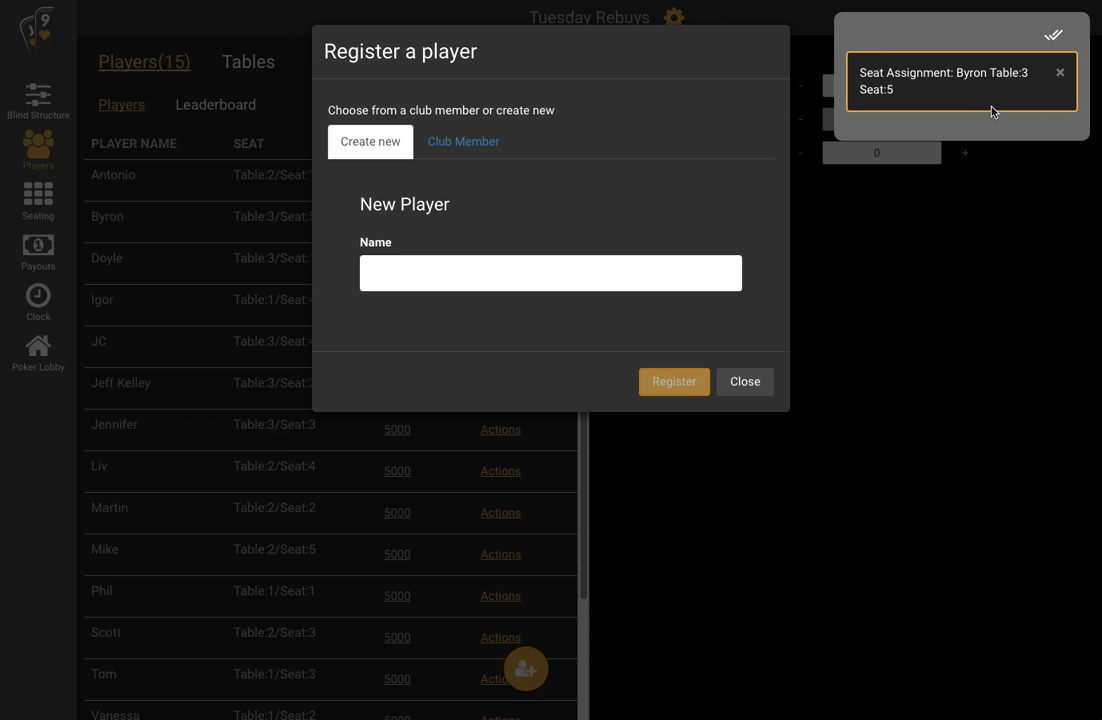 9
J
Tuesday Rebuys
Players(15)
Tables
Players
Leaderboard
Blind Structure
Players
Seating
1
Payouts
Clock
Poker Lobby
PLAYER NAME SEAT
Antonio Table:2/Seat:
Byron Table:3/Seat:
Doyle Table:3/Seat:
Igor Table:1/Seat:
JC Table:3/Seat:
Jeff Kelley Table:3/Seat:
Jennifer Table:3/Seat:3 5000 Actions
Liv Table:2/Seat:4 5000 Actions
Martin Table:2/Seat:2 5000 Actions
Mike Table:2/Seat:5 5000 Actions
Phil Table:1/Seat:1 5000 Actions
Scott Table:2/Seat:3 5000 Actions
Tom Table:1/Seat:3 5000
Vanessa Table:1/Seat:2 5000 Actions
Register a player
Choose from a club member or create new
Create new
Club Member
New Player
Name
Register
Close
Seat Assignment: Byron Table:3
Seat:5
×
-
-
- 0 +